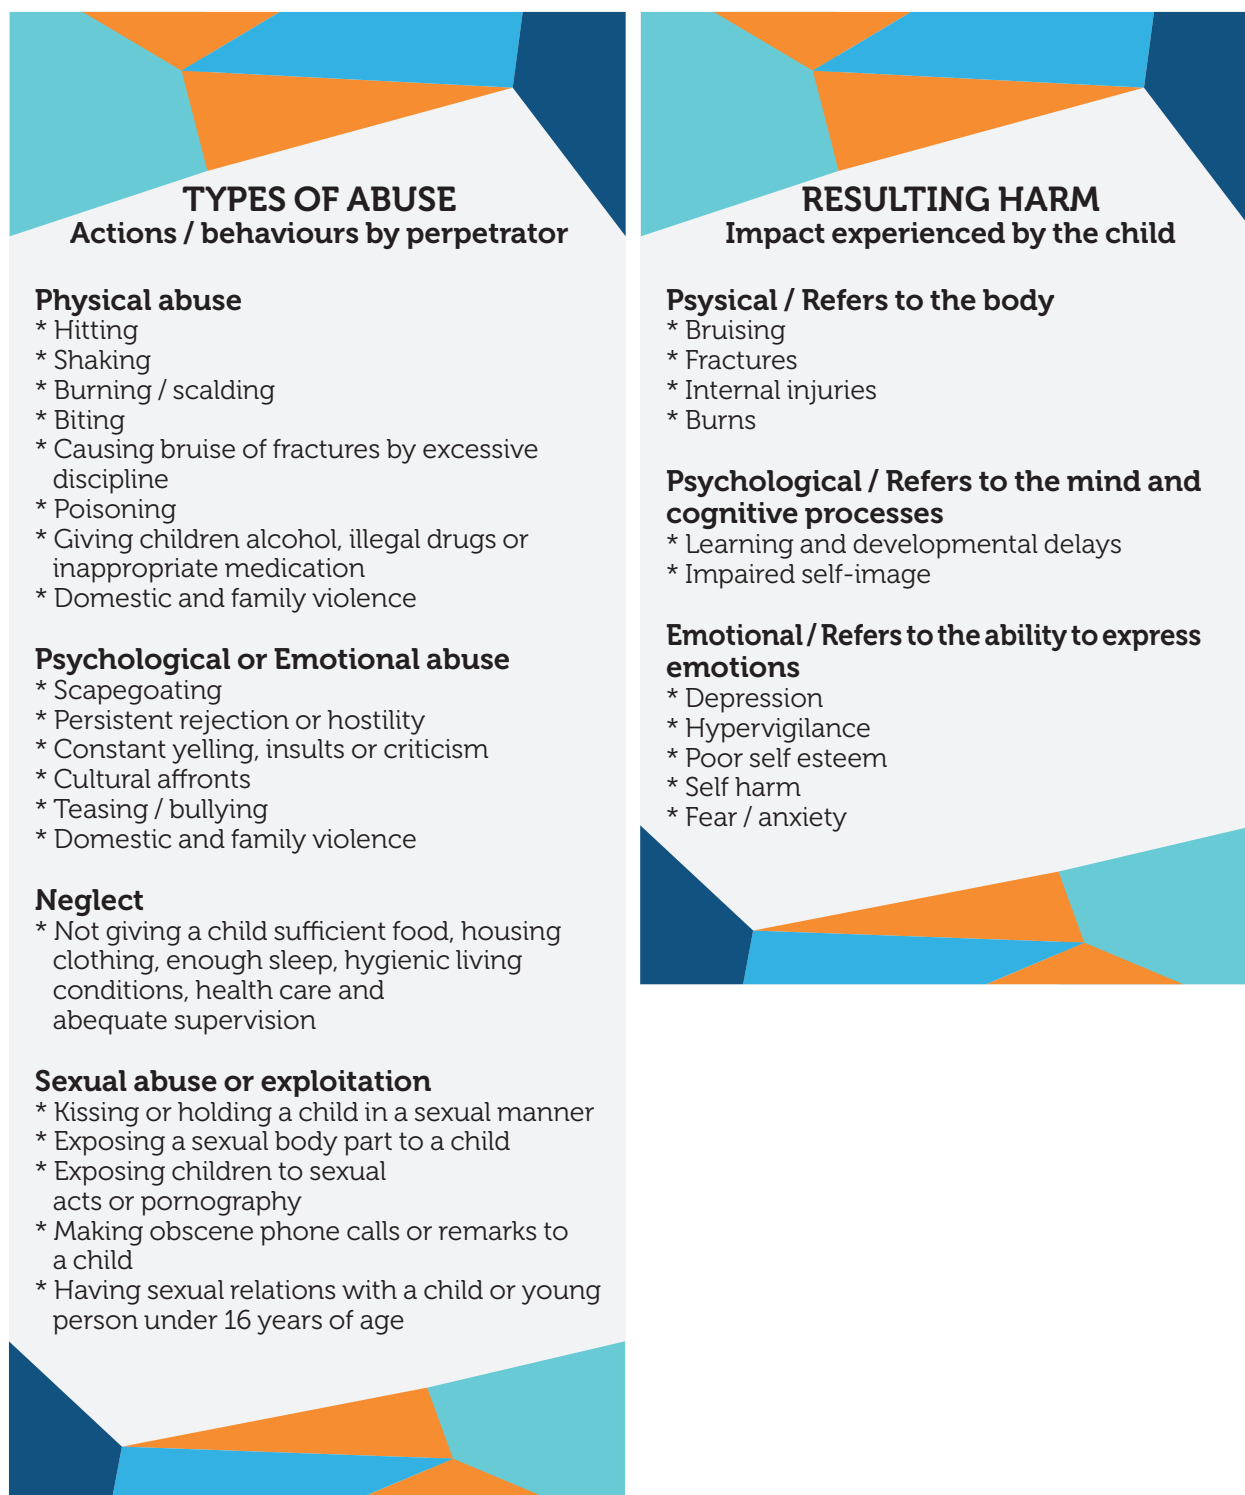 TYPES OF ABUSE
Actions / behaviours by perpetrator
Physical abuse
* Hitting
* Shaking
* Burning / scalding
* Biting
* Causing bruise of fractures by excessive
discipline
* Poisoning
* Giving children alcohol, illegal drugs or
inappropriate medication
* Domestic and family violence
Psychological or Emotional abuse
* Scapegoating
* Persistent rejection or hostility
* Constant yelling, insults or criticism
* Cultural affronts
* Teasing / bullying
* Domestic and family violence
Neglect
* Not giving a child sufficient food, housing
clothing, enough sleep, hygienic living
conditions, health care and
abequate supervision
Sexual abuse or exploitation
* Kissing or holding a child in a sexual manner
* Exposing a sexual body part to a child
* Exposing children to sexual
acts or pornography
* Making obscene phone calls or remarks to
a child
* Having sexual relations with a child or young
person under 16 years of age
RESULTING HARM
Impact experienced by the child
Psysical / Refers to the body
* Bruising
* Fractures
* Internal injuries
* Burns
Psychological / Refers to the mind and
cognitive processes
* Learning and developmental delays
* Impaired self-image
Emotional / Refers to the ability to express
emotions
* Depression
* Hypervigilance
* Poor self esteem
* Self harm
* Fear / anxiety